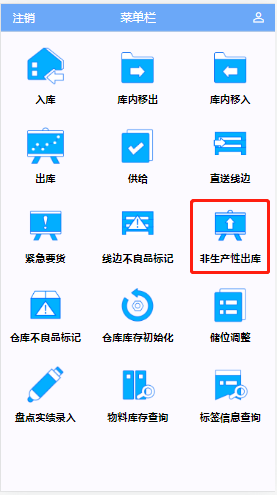 注销 菜单栏
入库 库内移出 库内移入
出库 供给 直送线边
紧急要货 线边不良品标记 非生产性出库
仓库不良品标记 仓库库存初始化 储位调整
盘点实续录入 物料库存查询 标签信息查询